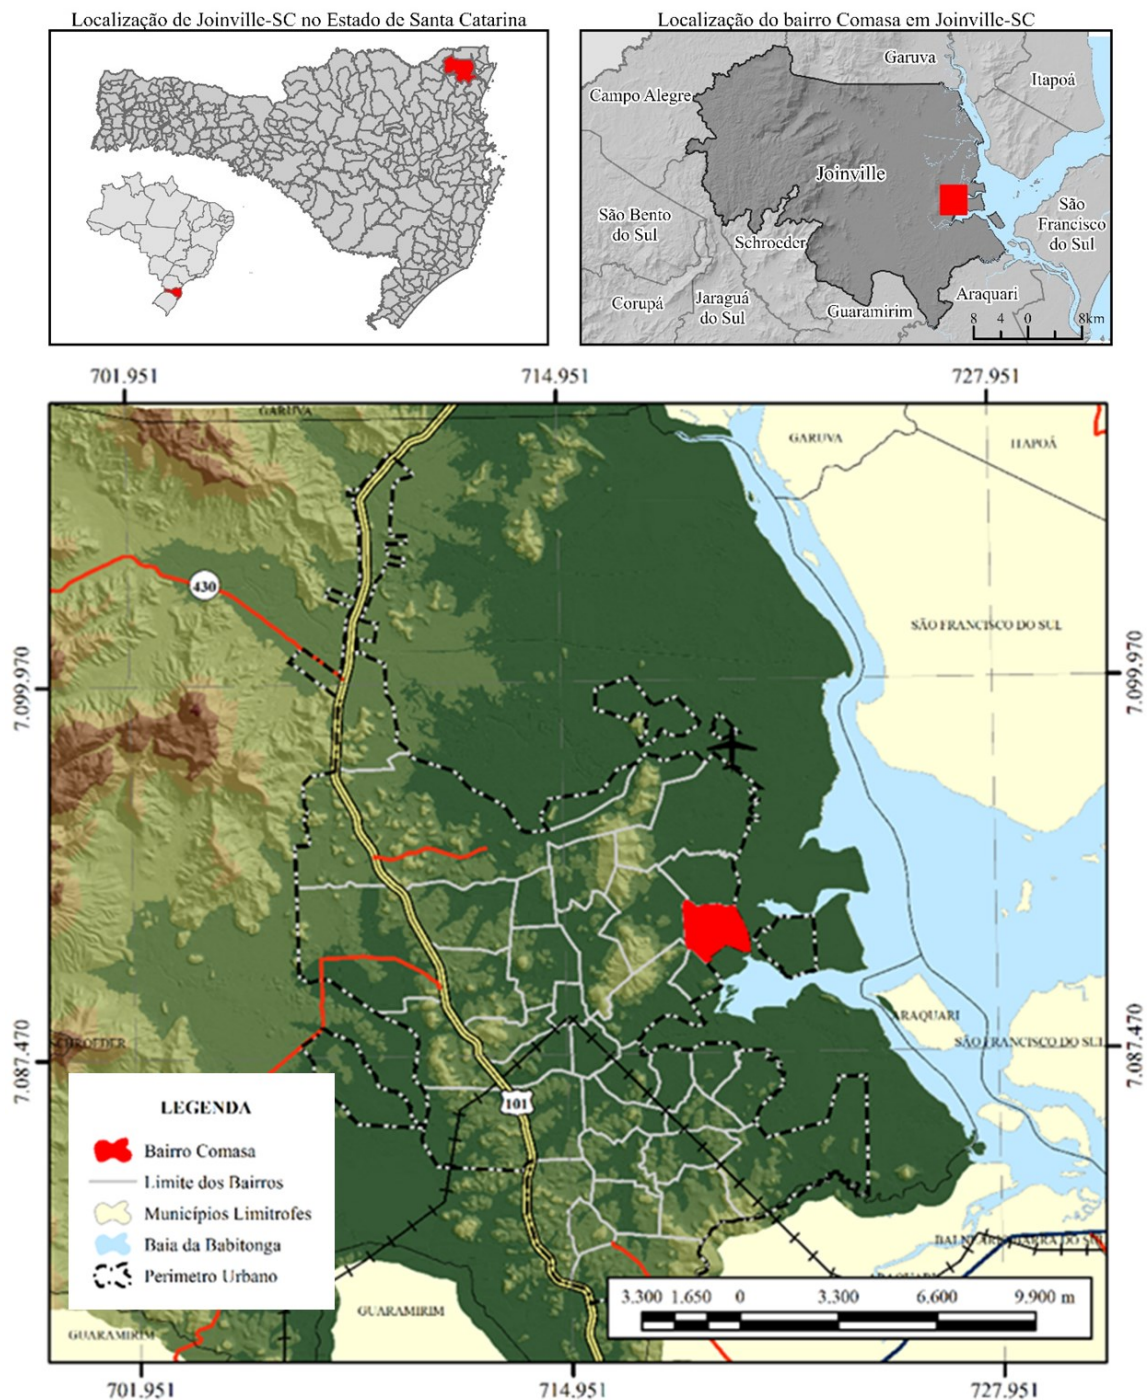 Localização de Joinville-SC no Estado de Santa Catarina
Localização do bairro Comasa em Joinville-SC
Garuva
Itapoá
Campo Alegre
Joinville
São Bento
do Sul
Schroeder
São
Francisco
do Sul
Corupá
Jaraguá
do Sul
Guaramirim
Araquari
8 4 0 8km
701.951
714.951
727.951
GARUVA
GARUVA
ITAPOÁ
430
SÃO FRANCISCO DO SUL
7.099.970
7.099.970
ARAQUARI
SÃO FRANCISCO DO SUL
7.087.470
7.087.470
101
LEGENDA
Bairro Comasa
Limite dos Bairros
Municípios Limitrofes
Baia da Babitonga
Perimetro Urbano
3.300 1.650 0 3.300 6.600 9.900 m
GUARAMIRIM
GUARAMIRIM
701.951
714.951
727.951